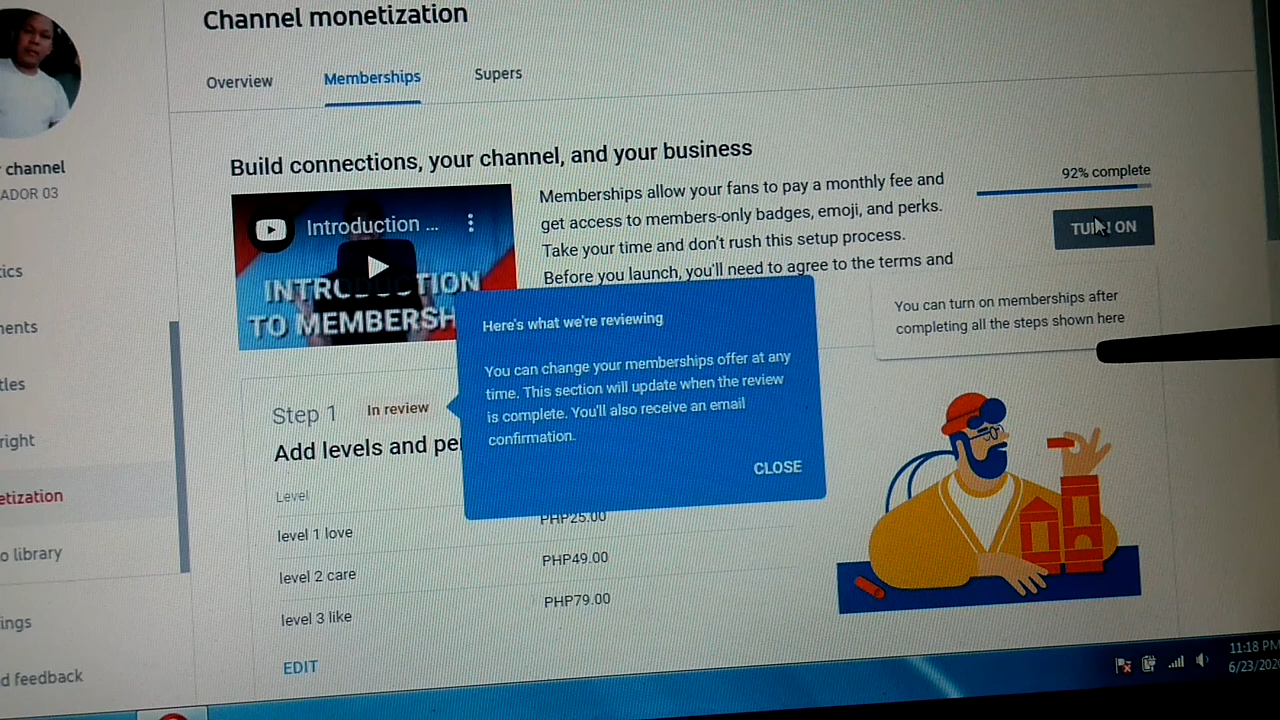 Channel monetization
Overview
Memberships
Supers
channel
ADOR 03
Build connections, your channel, and your business
Introduction ...
INTRODUCTION
TO MEMBERSH
Memberships allow your fans to pay a monthly fee and
get access to members-only badges, emoji, and perks.
Take your time and don't rush this setup process.
Before you launch, you'll need to agree to the terms and
92% complete
TURN ON
You can turn on memberships after
completing all the steps shown here
Here's what we're reviewing
You can change your memberships offer at any
time. This section will update when the review
is complete. You'll also receive an email
confirmation.
CLOSE
Step 1
In review
Add levels and pe
Level
level 1 love
PHP25.00
level 2 care
PHP49.00
level 3 like
PHP79.00
EDIT
tics
nents
tles
right
etization
o library
ings
d feedback
11:18 PM
6/23/202